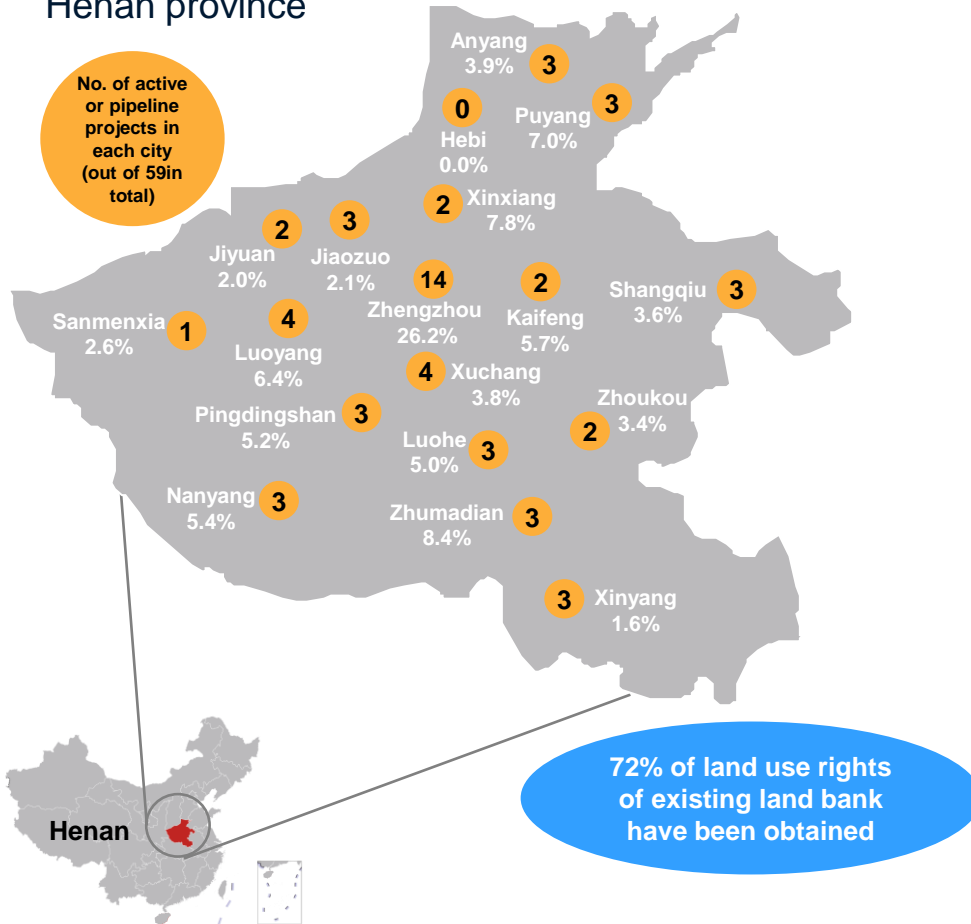 Henan province
No. of active
or pipeline
projects in
each city
(out of 59in
total)
Anyang
3.9%
3
0
Hebi
0.0%
Puyang
7.0%
3
2
Xinxiang
7.8%
2
Jiyuan
2.0%
3
Jiaozuo
2.1%
14
Zhengzhou
26.2%
2
Kaifeng
5.7%
Shangqiu
3.6%
3
Sanmenxia
2.6%
1
4
Luoyang
6.4%
4
Xuchang
3.8%
Zhoukou
3.4%
2
Pingdingshan
5.2%
3
Luohe
5.0%
3
Nanyang
5.4%
3
Zhumadian
8.4%
3
3
Xinyang
1.6%
72% of land use rights
of existing land bank
have been obtained
Henan